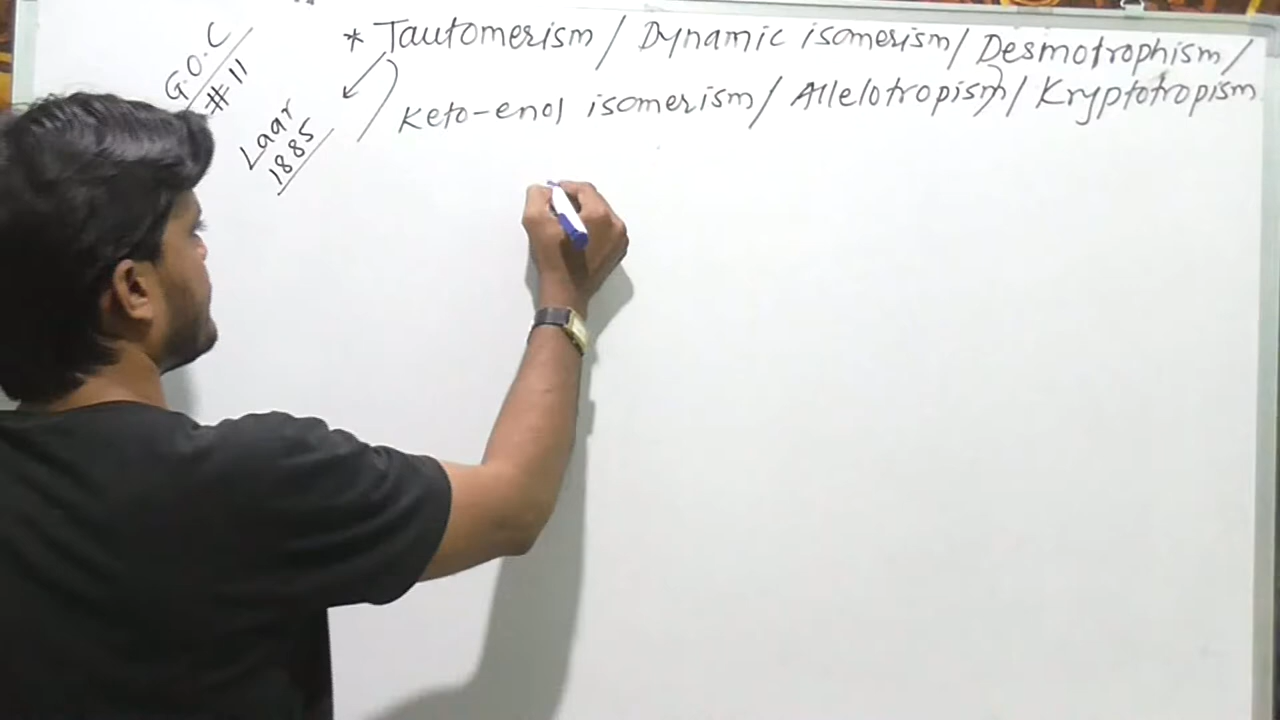 G.O.C
#11
* Tautomerism / Dynamic isomerism / Desmotrophism /
Keto-enol isomerism / Allelotropism / Kryptotropism
Laar
1885